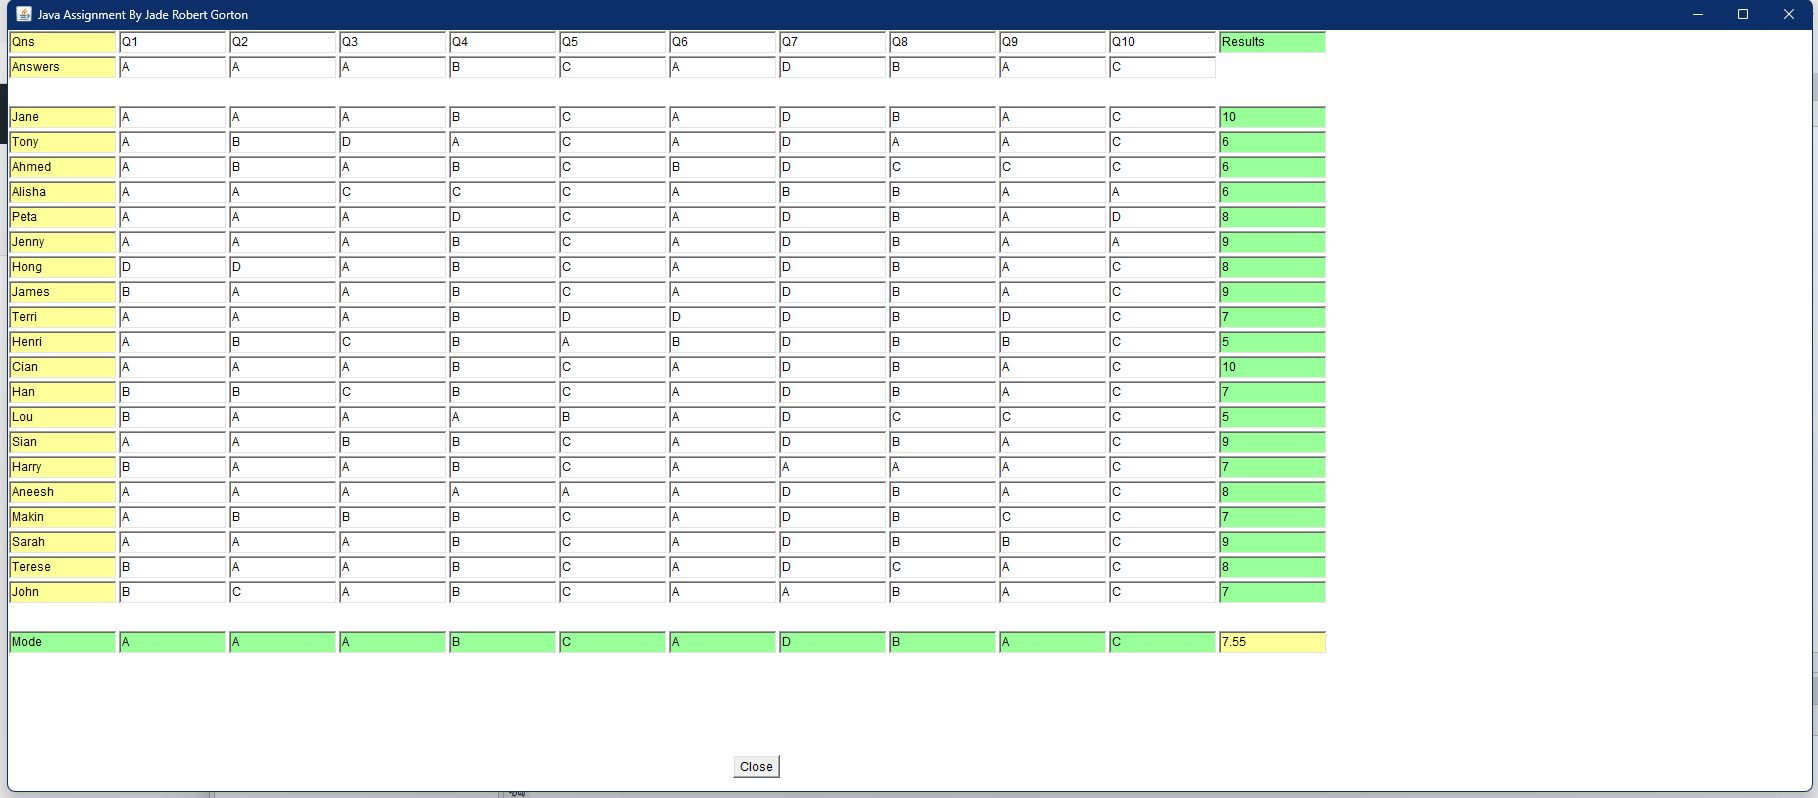 Java Assignment By Jade Robert Gorton
Qns Q1 Q2 Q3 Q4 Q5 Q6 Q7 Q8 Q9 Q10 Results
Answers A A A B C A D B A C
Jane A A A B C A D B A C 10
Tony A B D A C A D A A C 6
Ahmed A B A B C B D C C C 6
Alisha A A C C C A B B A A 6
Peta A A A D C A D B A D 8
Jenny A A A B C A D B A A 9
Hong D D A B C A D B A C 8
James B A A B C A D B A C 9
Terri A A A B D D D B D C 7
Henri A B C B A B D B B C 5
Cian A A A B C A D B A C 10
Han B B C B C A D B A C 7
Lou B A A A B A D C C C 5
Sian A A B B C A D B A C 9
Harry B A A B C A A A A C 7
Aneesh A A A A A A D B A C 8
Makin A B B B C A D B C C 7
Sarah A A A B C A D B B C 9
Terese B A A B C A D C A C 8
John B C A B C A A B A C 7
Mode A A A B C A D B A C 7.55
Close